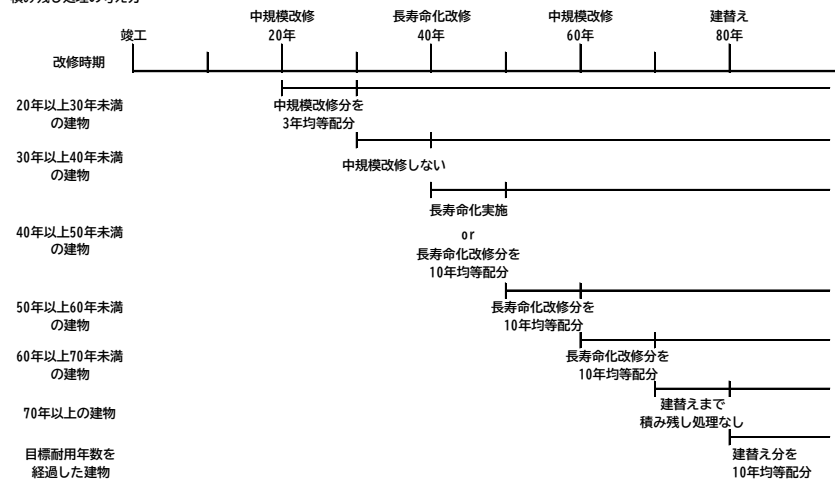 中規模改修 長寿命化改修 中規模改修 建替え
竣工 20年 40年 60年 80年
改修時期
20年以上30年未満
の建物
中規模改修分を
3年均等配分
30年以上40年未満
の建物
中規模改修しない
40年以上50年未満
の建物
長寿命化実施
or
長寿命化改修分を
10年均等配分
50年以上60年未満
の建物
長寿命化改修分を
10年均等配分
60年以上70年未満
の建物
長寿命化改修分を
10年均等配分
70年以上の建物
建替えまで
積み残し処理なし
目標耐用年数を
経過した建物
建替え分を
10年均等配分